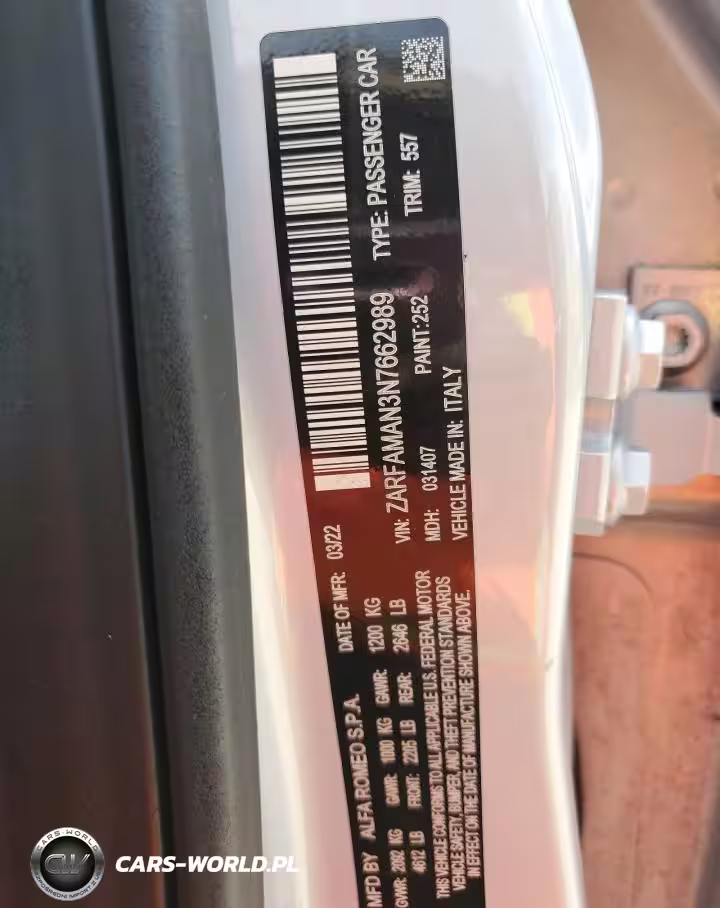 MFD BY ALFA ROMEO S.P.A. DATE OF MFR: 03/22
GVWR: 2092 KG GAWR: 1000 KG GAWR: 1200 KG
4612 LB FRONT: 2205 LB REAR: 2646 LB
THIS VEHICLE CONFORMS TO ALL APPLICABLE U.S. FEDERAL MOTOR
VEHICLE SAFETY, BUMPER, AND THEFT PREVENTION STANDARDS
IN EFFECT ON THE DATE OF MANUFACTURE SHOWN ABOVE.
VIN: ZARFAMAN3N7662989 TYPE: PASSENGER CAR
MDH: 031407 PAINT:252 TRIM: 557
VEHICLE MADE IN: ITALY
CARS-WORLD
CW
CARS-WORLD.PL